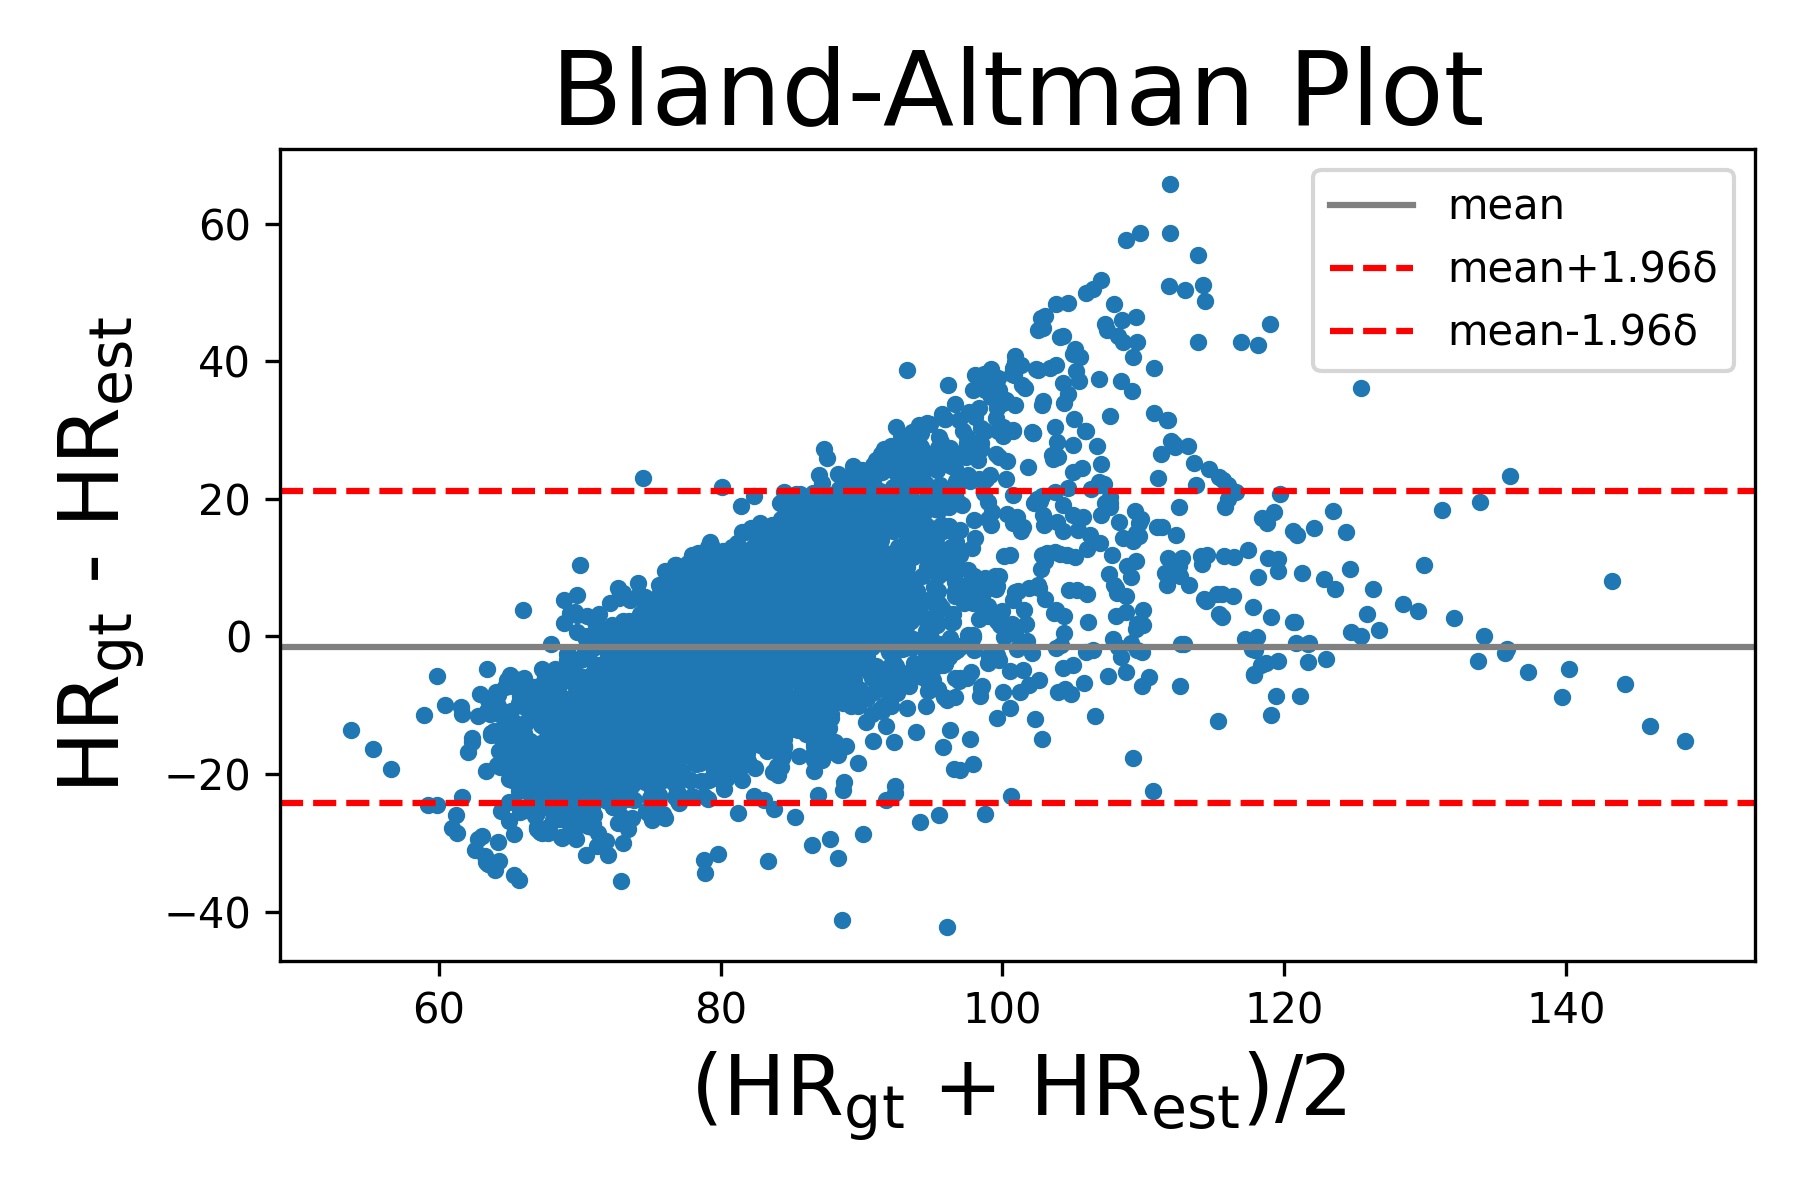 Bland-Altman Plot
mean
mean+1.96δ
mean-1.96δ
HRgt - HRest
60
40
20
0
−20
−40
60 80 100 120 140
(HRgt + HRest)/2